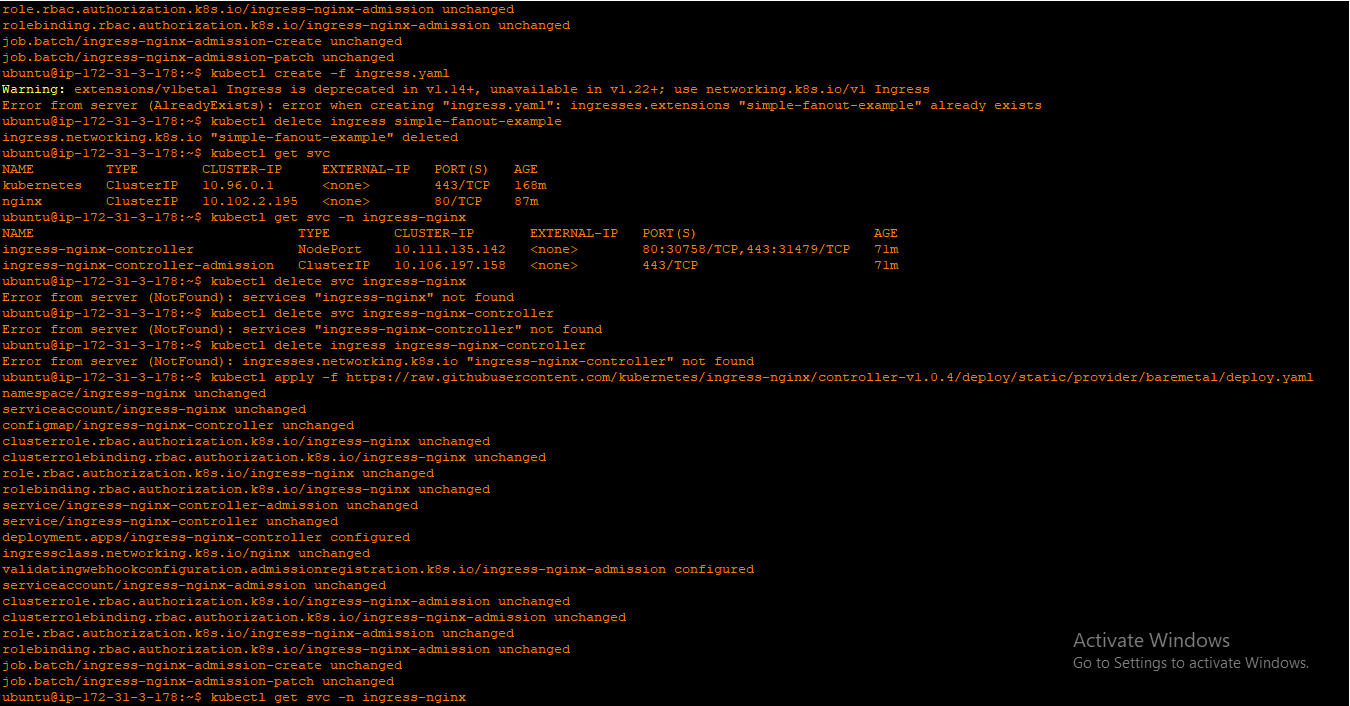 role.rbac.authorization.k8s.io/ingress-nginx-admission unchanged
rolebinding.rbac.authorization.k8s.io/ingress-nginx-admission unchanged
job.batch/ingress-nginx-admission-create unchanged
job.batch/ingress-nginx-admission-patch unchanged
ubuntu@ip-172-31-3-178:~$ kubectl create -f ingress.yaml
Warning: extensions/v1beta1 Ingress is deprecated in v1.14+, unavailable in v1.22+; use networking.k8s.io/v1 Ingress
Error from server (AlreadyExists): error when creating "ingress.yaml": ingresses.extensions "simple-fanout-example" already exists
ubuntu@ip-172-31-3-178:~$ kubectl delete ingress simple-fanout-example
ingress.networking.k8s.io "simple-fanout-example" deleted
ubuntu@ip-172-31-3-178:~$ kubectl get svc
NAME         TYPE        CLUSTER-IP     EXTERNAL-IP   PORT(S)   AGE
kubernetes   ClusterIP   10.96.0.1      <none>        443/TCP   168m
nginx        ClusterIP   10.102.2.195   <none>        80/TCP    87m
ubuntu@ip-172-31-3-178:~$ kubectl get svc -n ingress-nginx
NAME                                 TYPE        CLUSTER-IP       EXTERNAL-IP   PORT(S)                      AGE
ingress-nginx-controller             NodePort    10.111.135.142   <none>        80:30758/TCP,443:31479/TCP   71m
ingress-nginx-controller-admission   ClusterIP   10.106.197.158   <none>        443/TCP                      71m
ubuntu@ip-172-31-3-178:~$ kubectl delete svc ingress-nginx
Error from server (NotFound): services "ingress-nginx" not found
ubuntu@ip-172-31-3-178:~$ kubectl delete svc ingress-nginx-controller
Error from server (NotFound): services "ingress-nginx-controller" not found
ubuntu@ip-172-31-3-178:~$ kubectl delete ingress ingress-nginx-controller
Error from server (NotFound): ingresses.networking.k8s.io "ingress-nginx-controller" not found
ubuntu@ip-172-31-3-178:~$ kubectl apply -f https://raw.githubusercontent.com/kubernetes/ingress-nginx/controller-v1.0.4/deploy/static/provider/baremetal/deploy.yaml
namespace/ingress-nginx unchanged
serviceaccount/ingress-nginx unchanged
configmap/ingress-nginx-controller unchanged
clusterrole.rbac.authorization.k8s.io/ingress-nginx unchanged
clusterrolebinding.rbac.authorization.k8s.io/ingress-nginx unchanged
role.rbac.authorization.k8s.io/ingress-nginx unchanged
rolebinding.rbac.authorization.k8s.io/ingress-nginx unchanged
service/ingress-nginx-controller-admission unchanged
service/ingress-nginx-controller unchanged
deployment.apps/ingress-nginx-controller configured
ingressclass.networking.k8s.io/nginx unchanged
validatingwebhookconfiguration.admissionregistration.k8s.io/ingress-nginx-admission configured
serviceaccount/ingress-nginx-admission unchanged
clusterrole.rbac.authorization.k8s.io/ingress-nginx-admission unchanged
clusterrolebinding.rbac.authorization.k8s.io/ingress-nginx-admission unchanged
role.rbac.authorization.k8s.io/ingress-nginx-admission unchanged
rolebinding.rbac.authorization.k8s.io/ingress-nginx-admission unchanged
job.batch/ingress-nginx-admission-create unchanged
job.batch/ingress-nginx-admission-patch unchanged
ubuntu@ip-172-31-3-178:~$ kubectl get svc -n ingress-nginx
Activate Windows
Go to Settings to activate Windows.